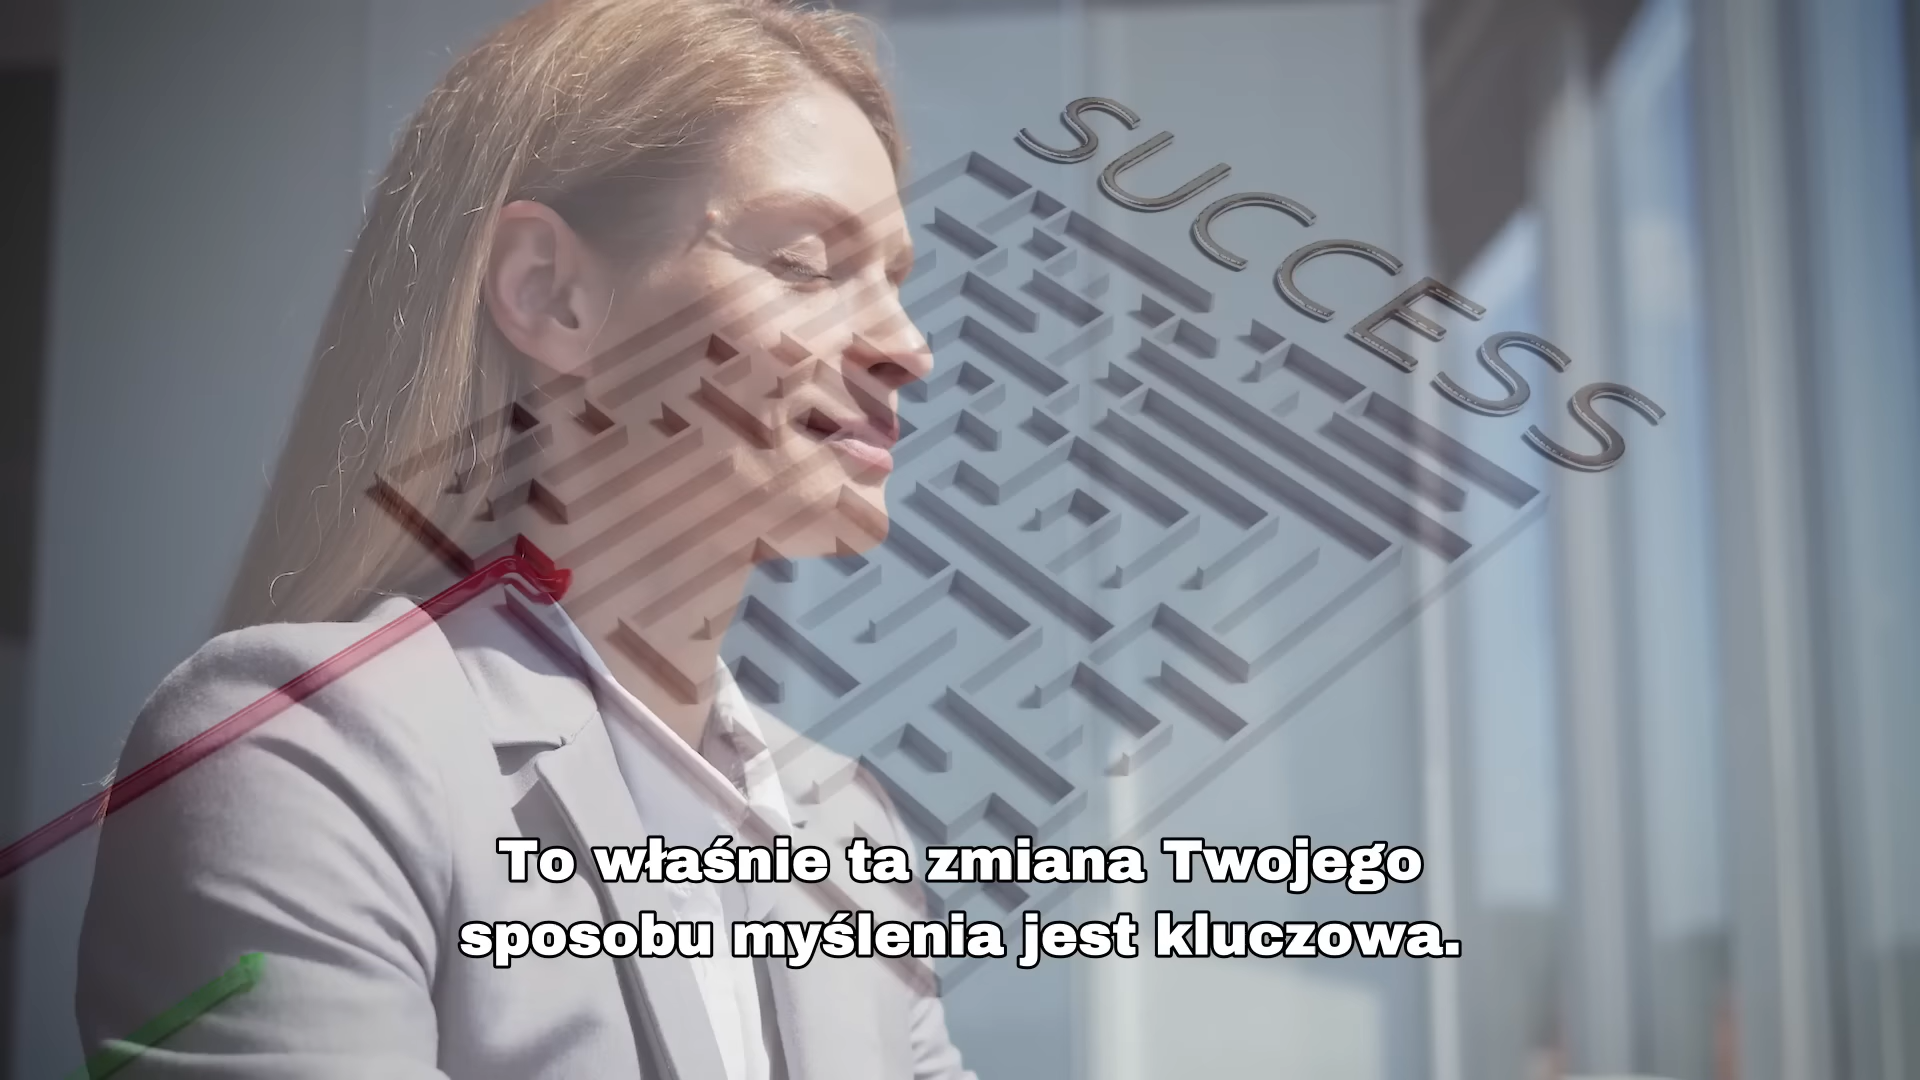 SUCCESS
To właśnie ta zmiana Twojego
sposobu myślenia jest kluczowa.